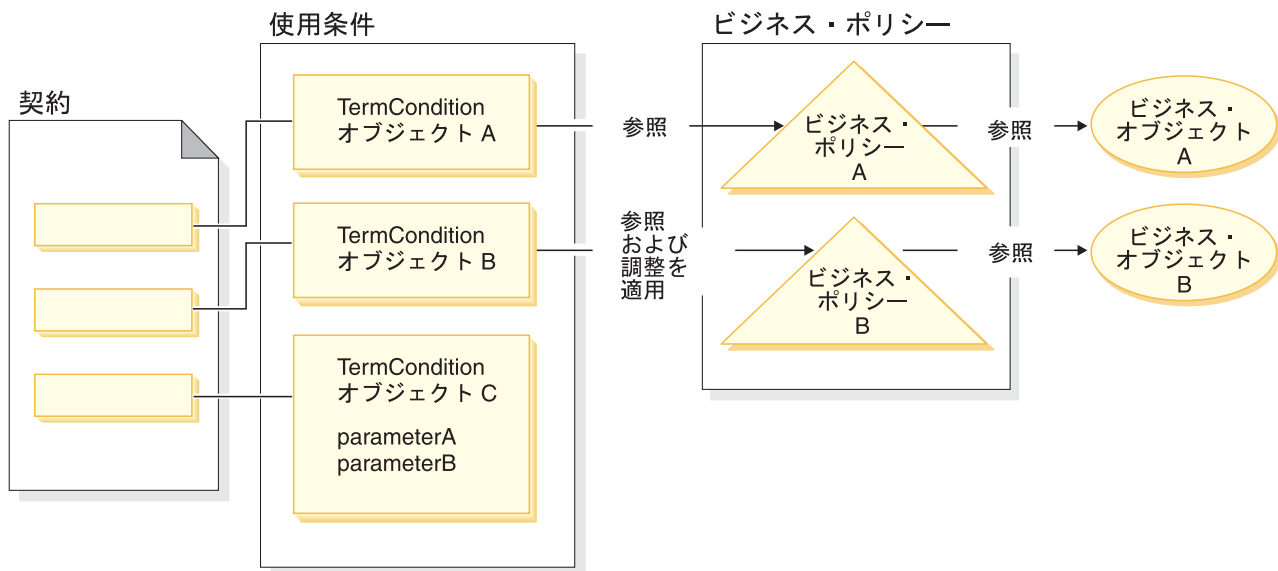 契約
使用条件
TermCondition
オブジェクト A
TermCondition
オブジェクト B
TermCondition
オブジェクト C
parameterA
parameterB
参照
参照
および
調整を
適用
ビジネス・ポリシー
ビジネス・
ポリシー
A
ビジネス・
ポリシー
B
参照
参照
ビジネス・
オブジェクト
A
ビジネス・
オブジェクト
B